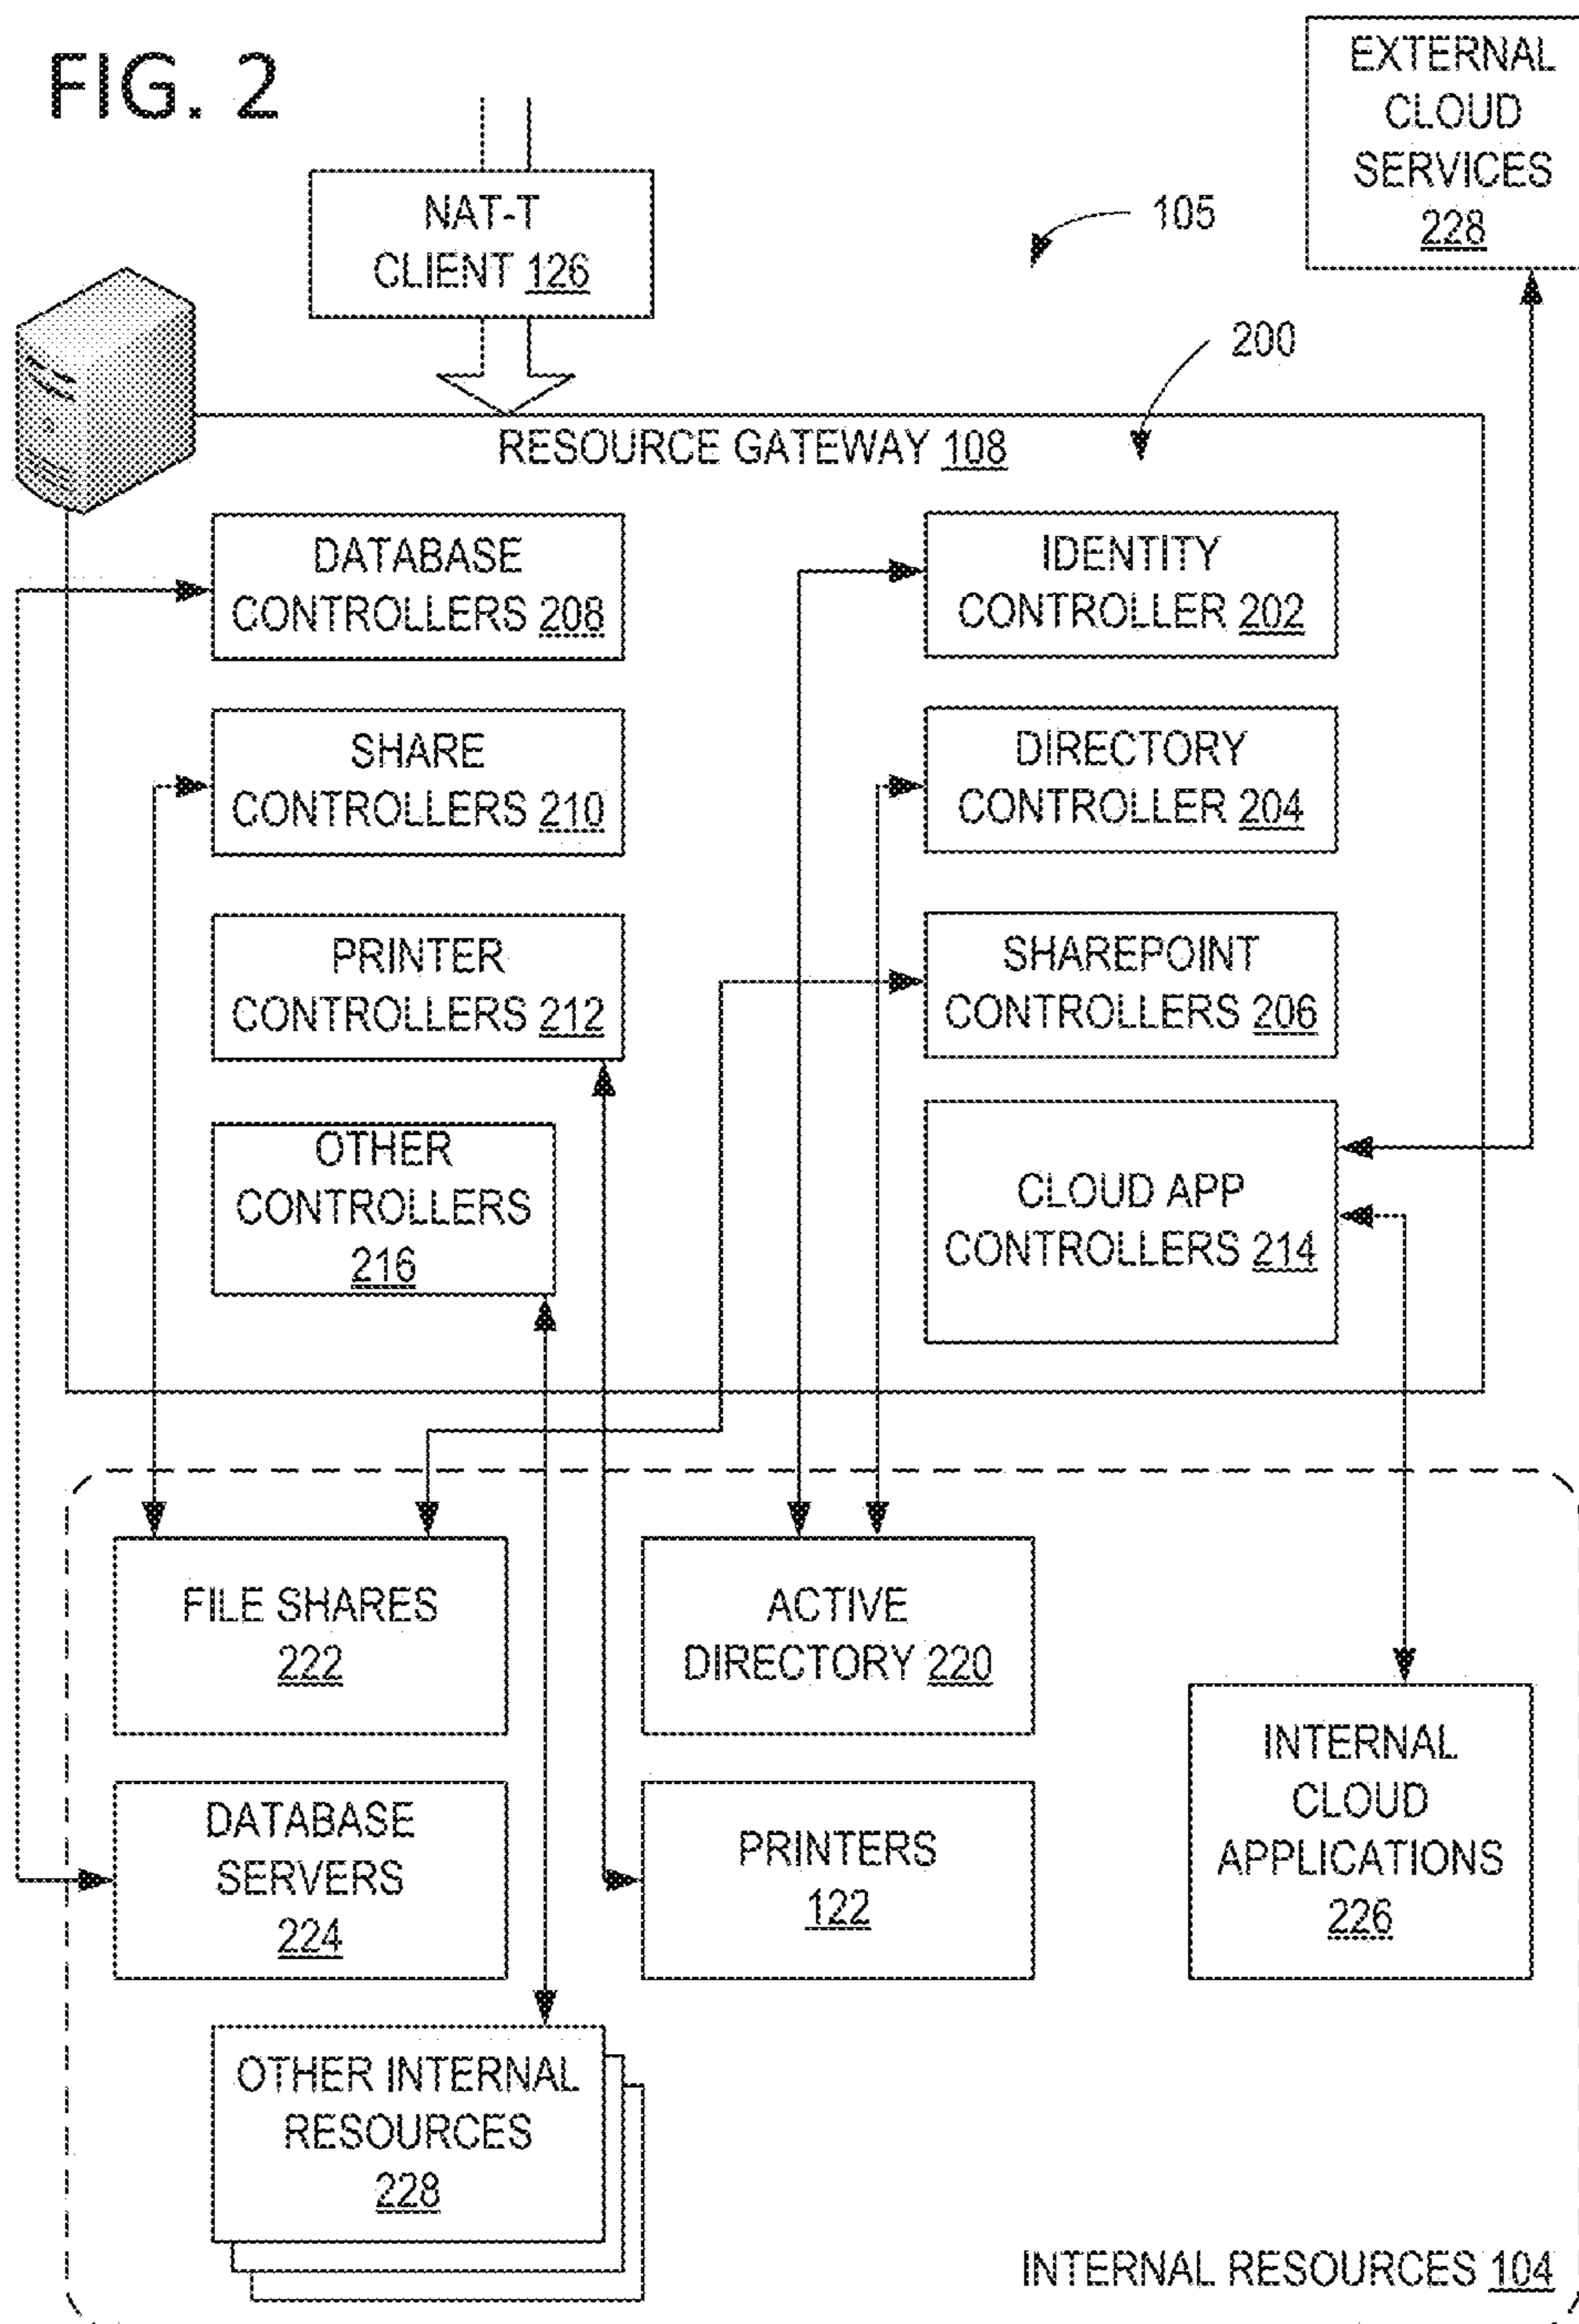 FIG. 2
EXTERNAL
CLOUD
SERVICES
228
NAT-T
CLIENT 126
105
200
RESOURCE GATEWAY 108
DATABASE
CONTROLLERS 208
IDENTITY
CONTROLLER 202
SHARE
CONTROLLERS 210
DIRECTORY
CONTROLLER 204
PRINTER
CONTROLLERS 212
SHAREPOINT
CONTROLLERS 206
OTHER
CONTROLLERS
216
CLOUD APP
CONTROLLERS 214
FILE SHARES
222
ACTIVE
DIRECTORY 220
INTERNAL
CLOUD
APPLICATIONS
226
DATABASE
SERVERS
224
PRINTERS
122
OTHER INTERNAL
RESOURCES
228
INTERNAL RESOURCES 104